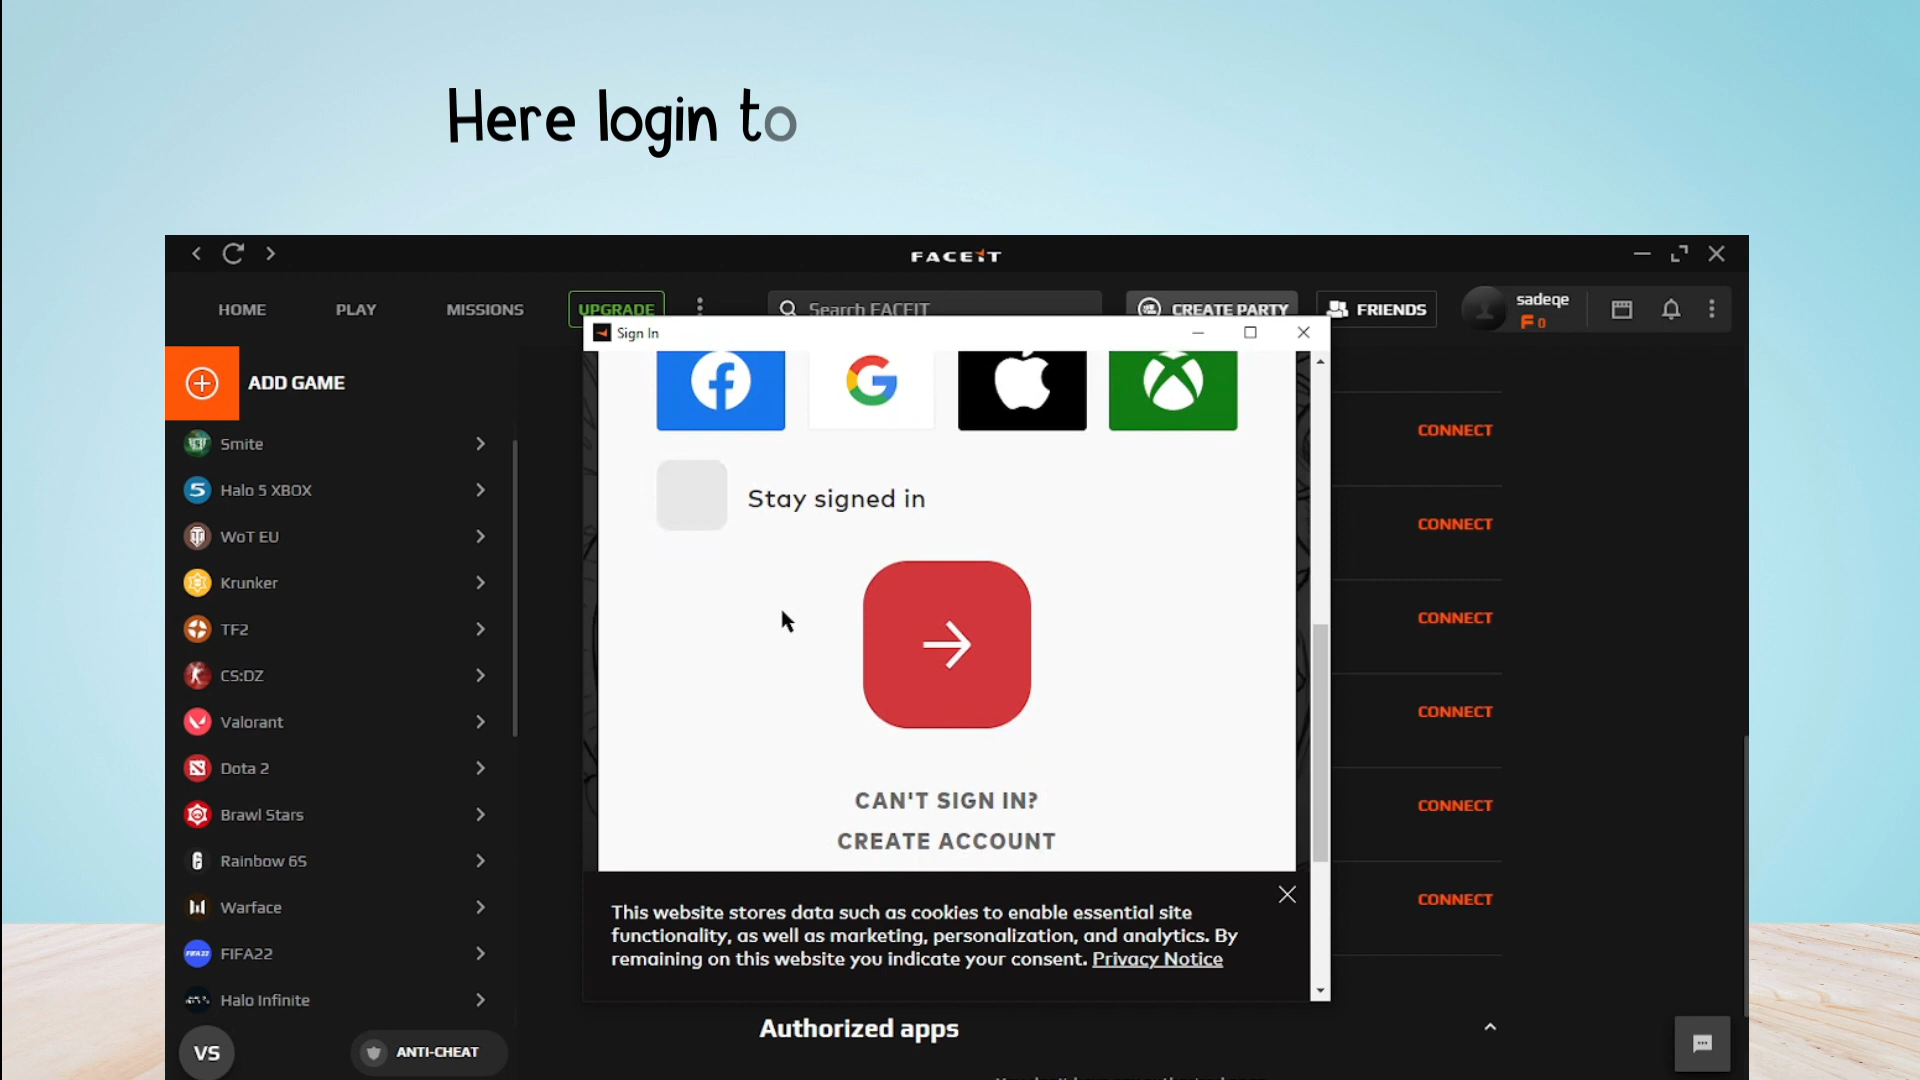 Here login to
FACEIT
HOME
PLAY
MISSIONS
UPGRADE
Search FACEIT
CREATE PARTY
FRIENDS
sadeqe
0
Sign In
ADD GAME
Smite
Halo 5 XBOX
WoT EU
Krunker
TF2
CS:DZ
Valorant
Dota 2
Brawl Stars
Rainbow 6S
Warface
FIFA22
Halo Infinite
VS
ANTI-CHEAT
Stay signed in
CAN'T SIGN IN?
CREATE ACCOUNT
This website stores data such as cookies to enable essential site
functionality, as well as marketing, personalization, and analytics. By
remaining on this website you indicate your consent. Privacy Notice
CONNECT
CONNECT
CONNECT
CONNECT
CONNECT
CONNECT
Authorized apps